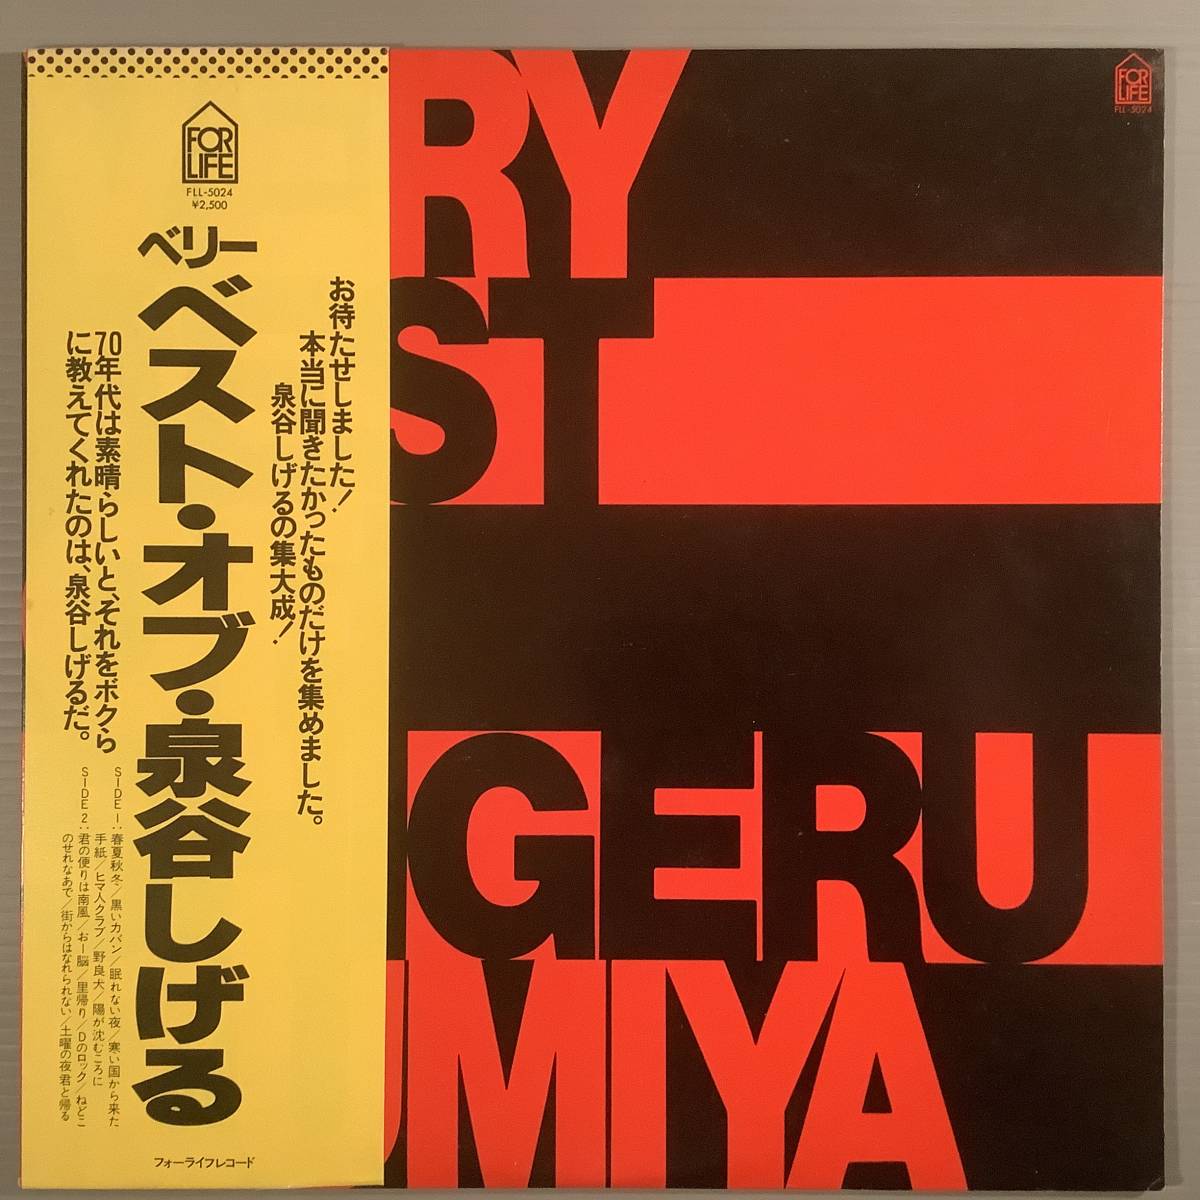 FOR
LIFE
FLL-5024
¥2,500
お待たせしました!
本当に聞きたかったものだけを集めました。
泉谷しげるの集大成!
ベリー
ベスト・オブ・泉谷しげる
70年代は素晴らしいと、それをボクら
に教えてくれたのは、泉谷しげるだ。
SIDE 1:春夏秋冬/黒いカバン/眠れない夜/寒い国から来た
手紙/ヒマ人クラブ/野良犬/陽が沈むころに
SIDE 2:君の便りは南風/おー脳/里帰り/Dのロック/ねどこ
のせれなあで/街からはなれられない/土曜の夜君と帰る
フォーライフレコード
RY
ST
GERU
UMIYA
FOR
LIFE
FLL-5024